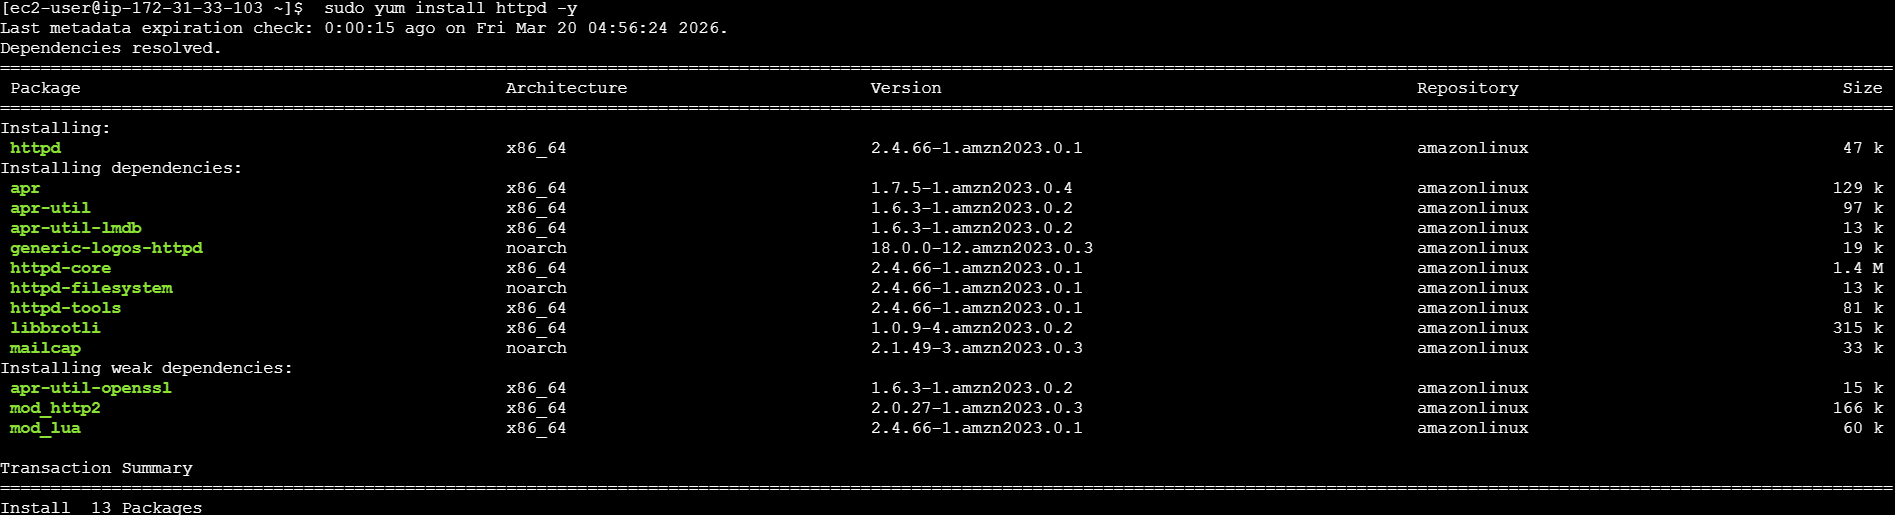 [ec2-user@ip-172-31-33-103 ~]$  sudo yum install httpd -y
Last metadata expiration check: 0:00:15 ago on Fri Mar 20 04:56:24 2026.
Dependencies resolved.
Package Architecture Version Repository Size
Installing:
httpd x86_64 2.4.66-1.amzn2023.0.1 amazonlinux 47 k
Installing dependencies:
apr x86_64 1.7.5-1.amzn2023.0.4 amazonlinux 129 k
apr-util x86_64 1.6.3-1.amzn2023.0.2 amazonlinux 97 k
apr-util-lmdb x86_64 1.6.3-1.amzn2023.0.2 amazonlinux 13 k
generic-logos-httpd noarch 18.0.0-12.amzn2023.0.3 amazonlinux 19 k
httpd-core x86_64 2.4.66-1.amzn2023.0.1 amazonlinux 1.4 M
httpd-filesystem noarch 2.4.66-1.amzn2023.0.1 amazonlinux 13 k
httpd-tools x86_64 2.4.66-1.amzn2023.0.1 amazonlinux 81 k
libbrotli x86_64 1.0.9-4.amzn2023.0.2 amazonlinux 315 k
mailcap noarch 2.1.49-3.amzn2023.0.3 amazonlinux 33 k
Installing weak dependencies:
apr-util-openssl x86_64 1.6.3-1.amzn2023.0.2 amazonlinux 15 k
mod_http2 x86_64 2.0.27-1.amzn2023.0.3 amazonlinux 166 k
mod_lua x86_64 2.4.66-1.amzn2023.0.1 amazonlinux 60 k
Transaction Summary
Install  13 Packages